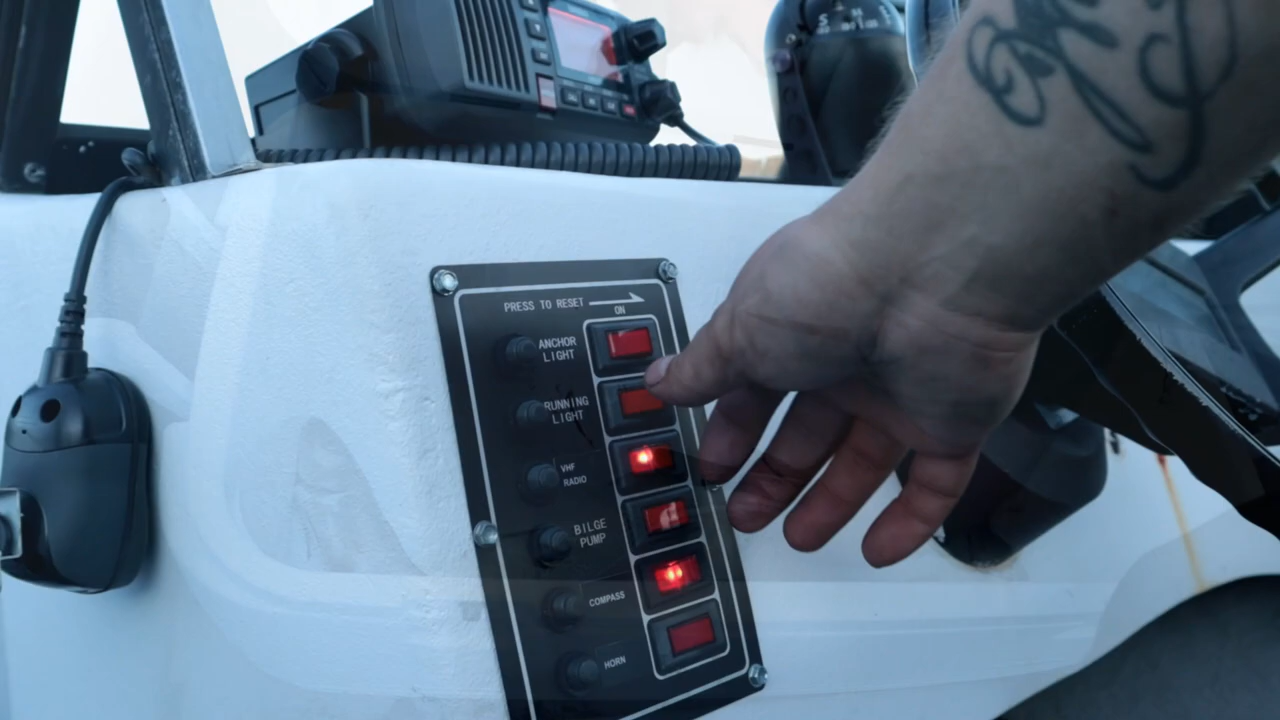 PRESS TO RESET
ON
ANCHOR
LIGHT
RUNNING
LIGHT
VHF
RADIO
BILGE
PUMP
COMPASS
HORN
S